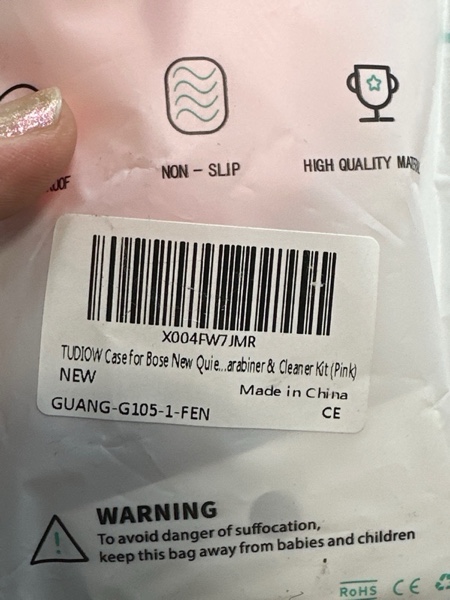 NON - SLIP
HIGH QUALITY
X004FW7JMR
TUDIOW Case for Bose New Quie...arabiner & Cleaner Kit (Pink)
NEW
Made in China
GUANG-G105-1-FEN
CE
WARNING
To avoid danger of suffocation,
keep this bag away from babies and children
RoHS CE